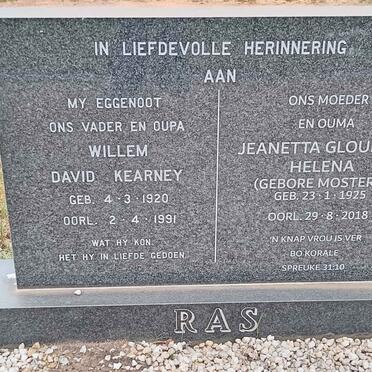 IN LIEFDEVOLLE HERINNERING
AAN
MY EGGENOOT
ONS VADER EN OUPA
WILLEM
DAVID KEARNEY
GEB. 4·3·1920
OORL. 2·4·1991
WAT HY KON,
HET HY IN LIEFDE GEDOEN.
ONS MOEDER
EN OUMA
JEANETTA
HELENA
(GEBORE
GEB. 23·1·1925
OORL. 29·8·2018
'N KNAP VROU IS VER
BO KORALE
SPREUKE 31:10
RAS